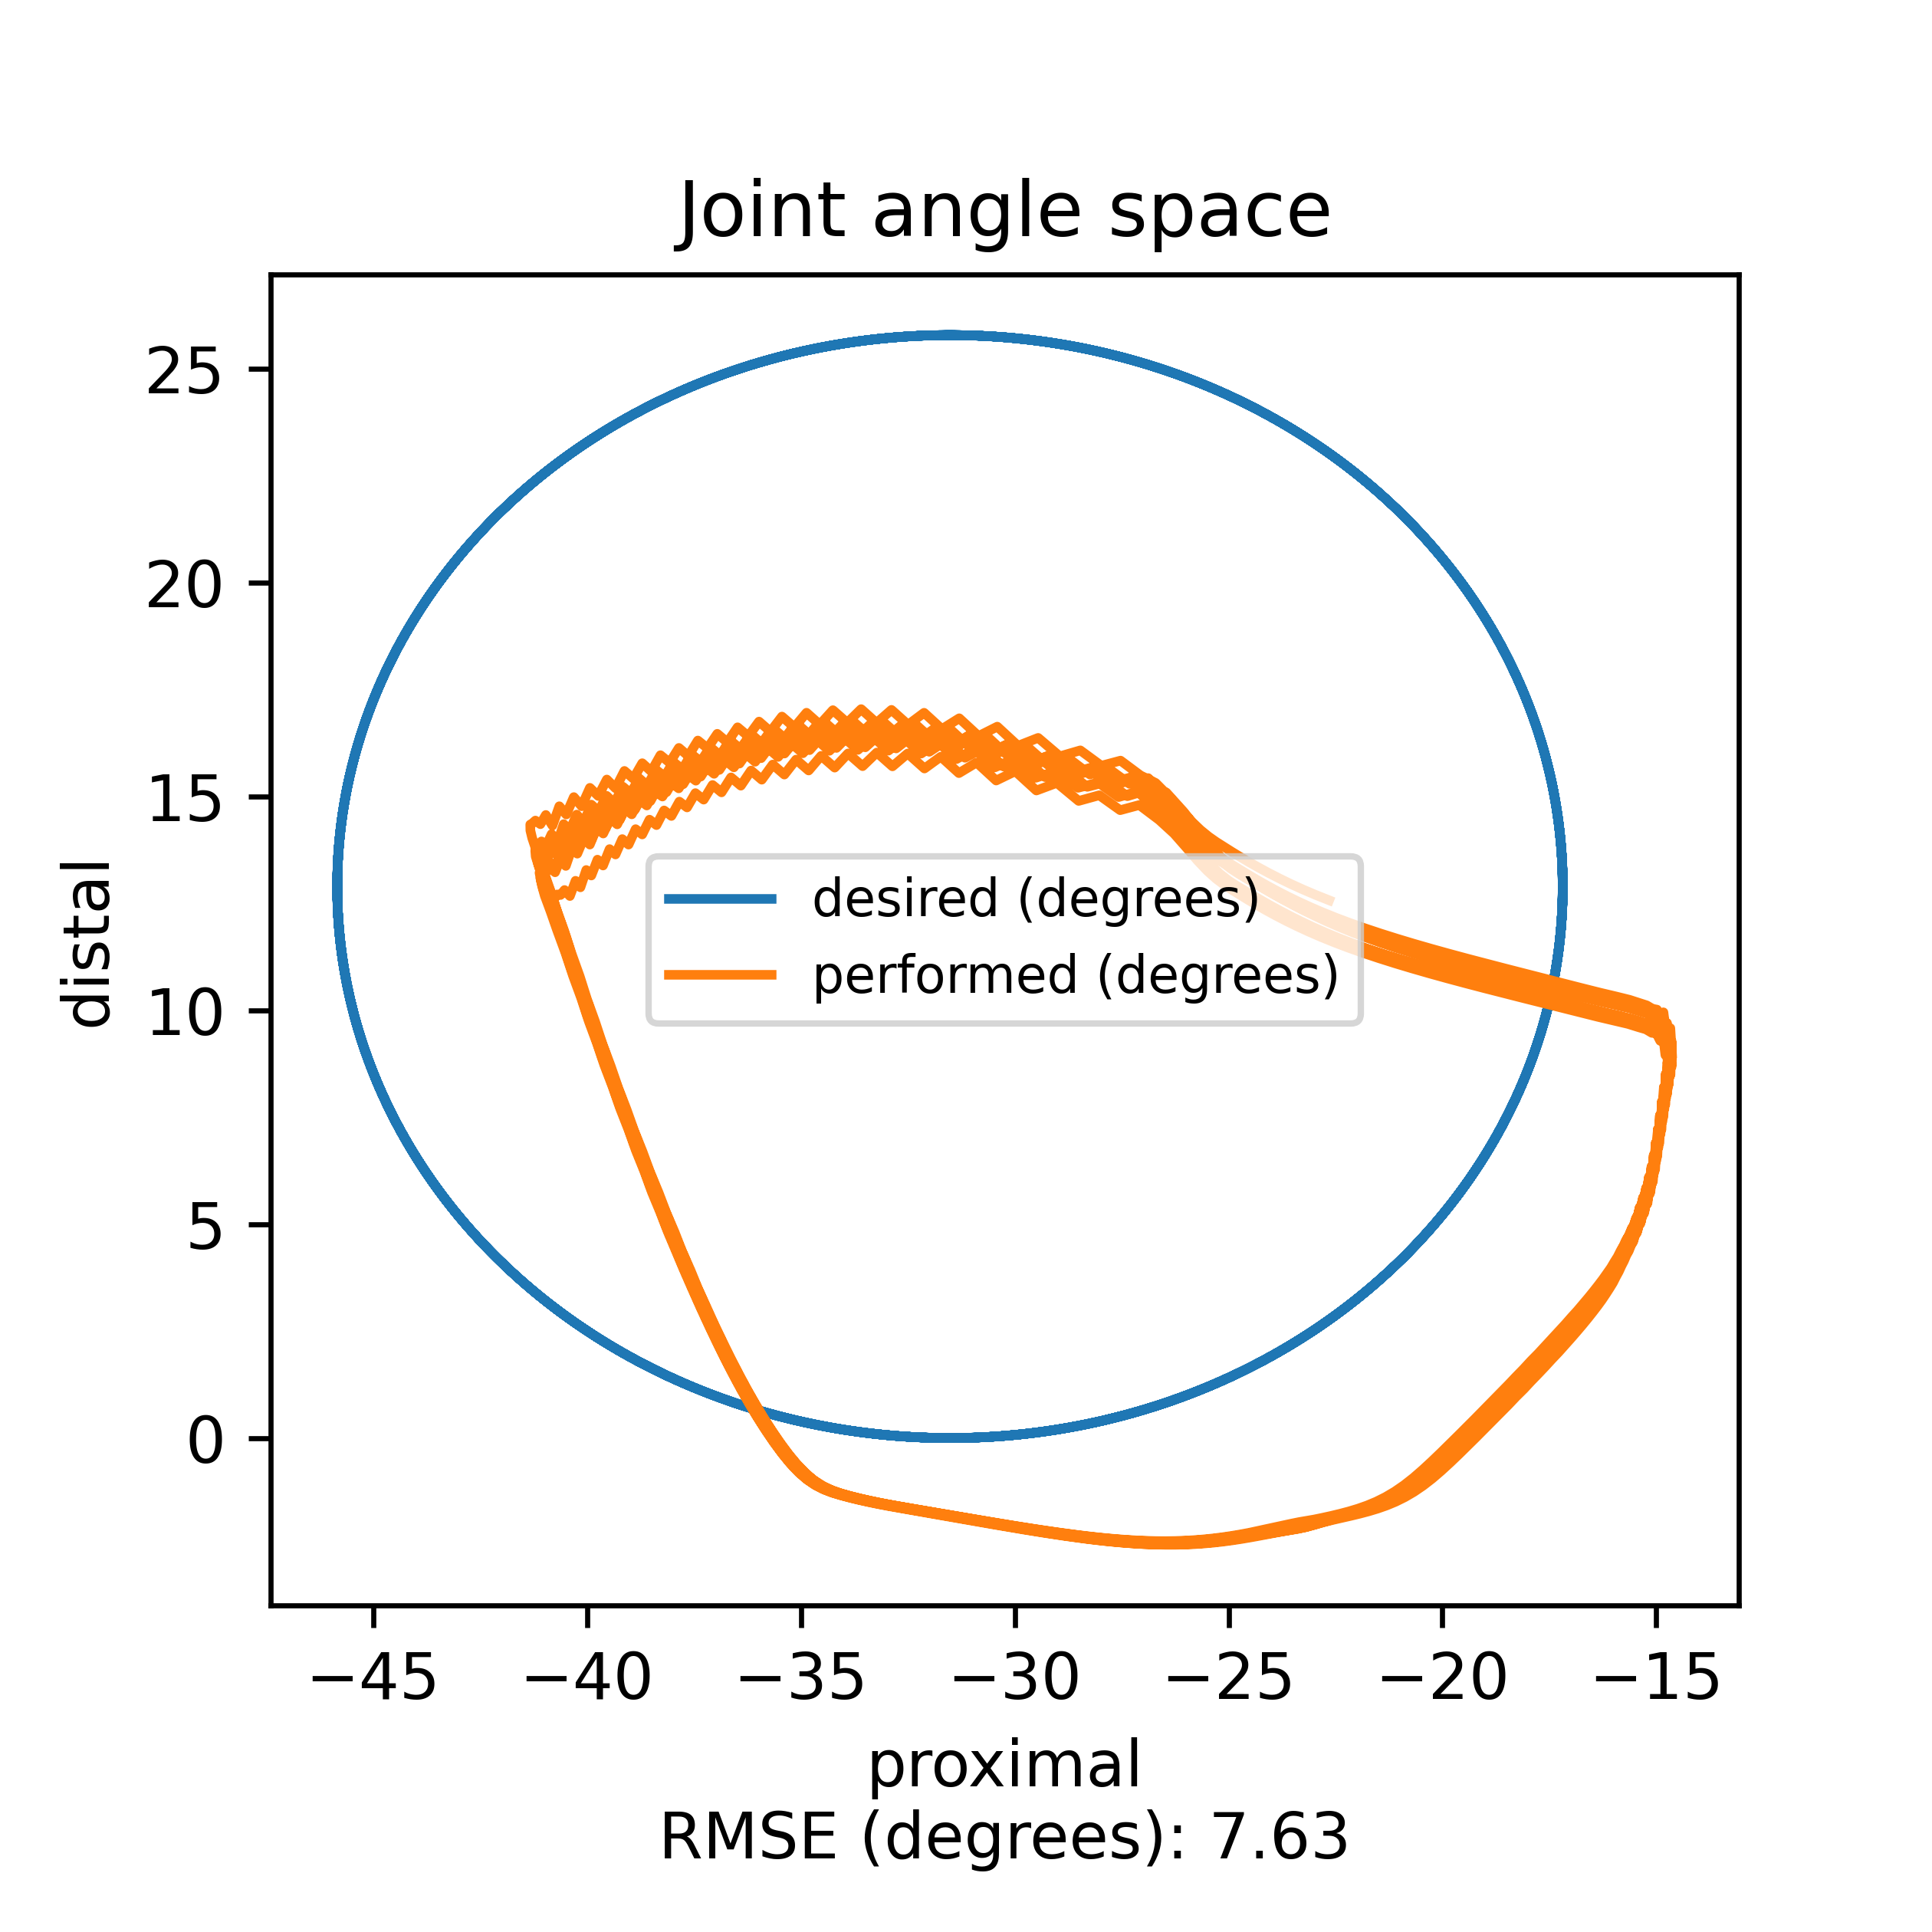 Joint angle space
25
20
15
10
5
0
distal
desired (degrees)
performed (degrees)
−45 −40 −35 −30 −25 −20 −15
proximal
RMSE (degrees): 7.63